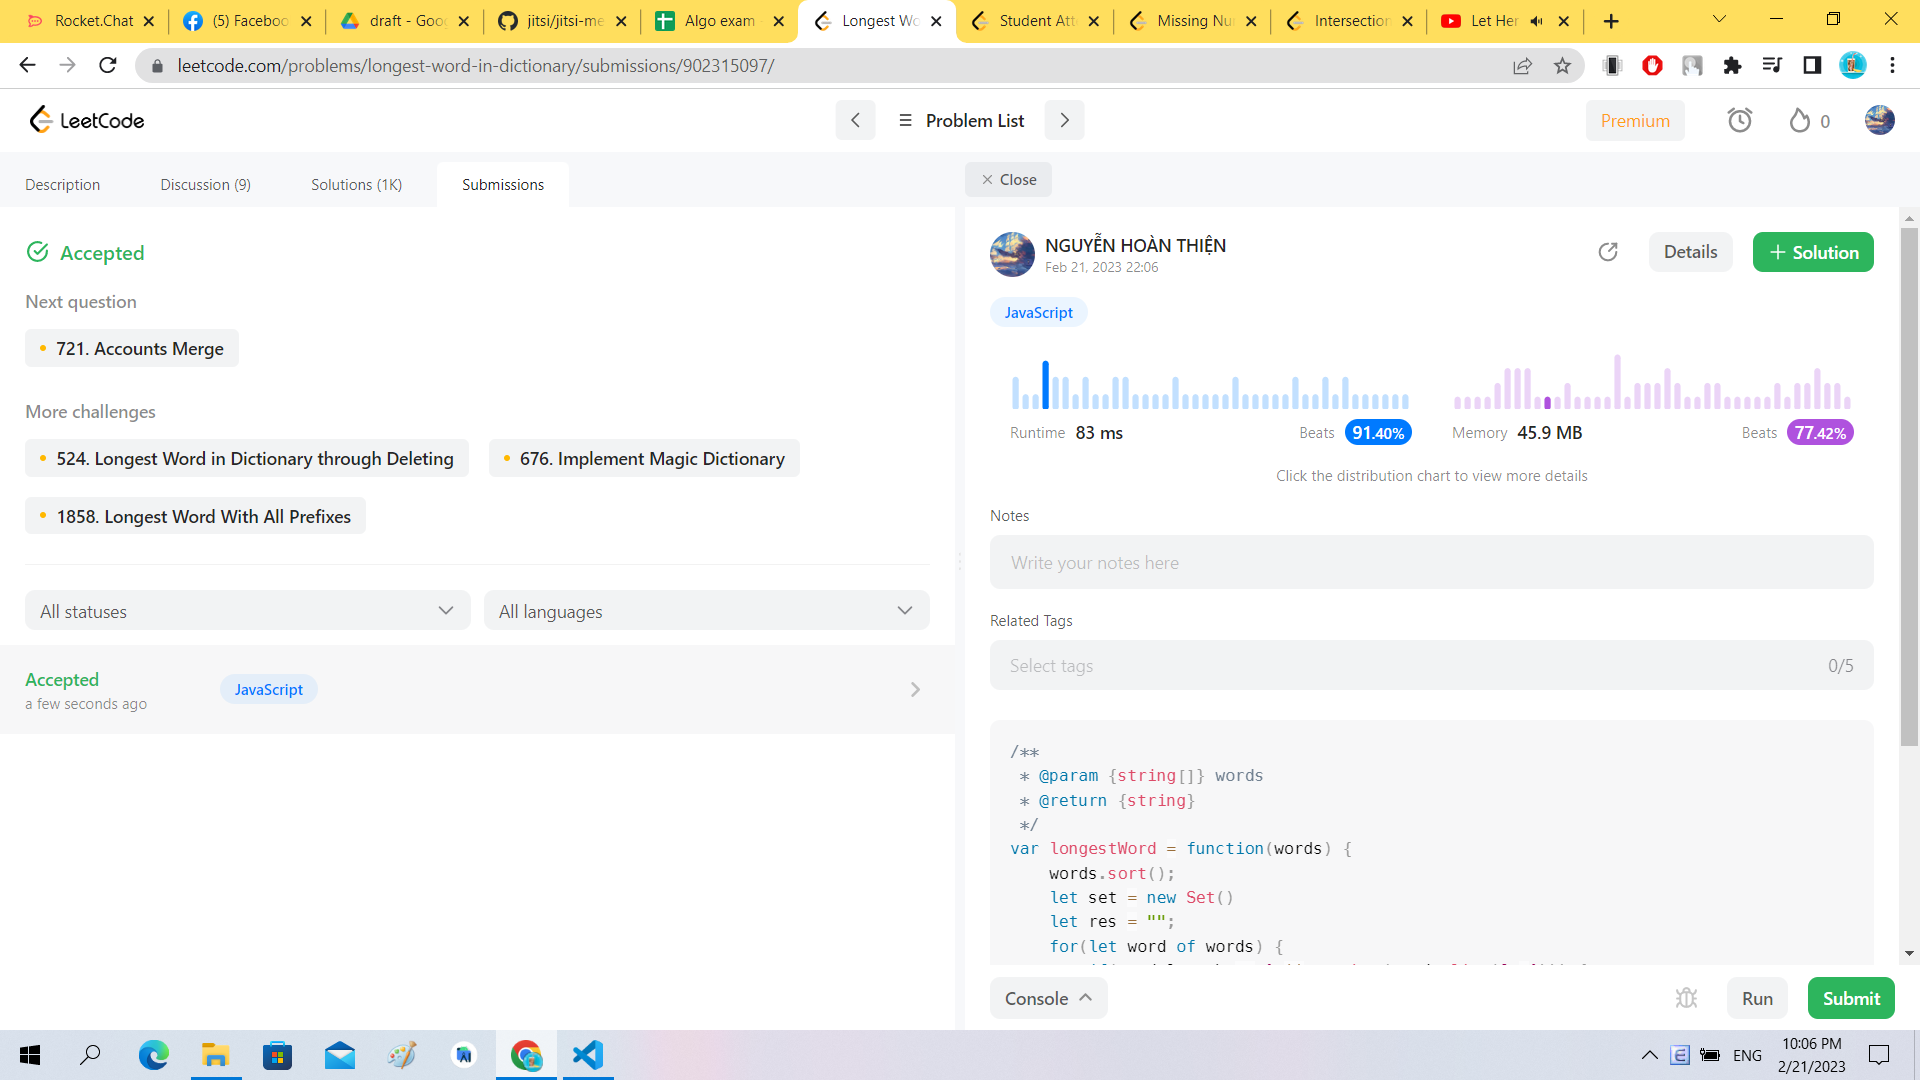 Rocket.Chat
(5) Faceboo
draft - Goog
jitsi/jitsi-me
Algo exam
Longest Wo
Student Att
Missing Nu
Intersection
Let Her
leetcode.com/problems/longest-word-in-dictionary/submissions/902315097/
LeetCode
Problem List
Premium
0
Description
Discussion (9)
Solutions (1K)
Submissions
Close
Accepted
Next question
721. Accounts Merge
More challenges
524. Longest Word in Dictionary through Deleting
676. Implement Magic Dictionary
1858. Longest Word With All Prefixes
All statuses
All languages
Accepted
a few seconds ago
JavaScript
NGUYỄN HOÀN THIỆN
Feb 21, 2023 22:06
Details
+ Solution
JavaScript
Runtime 83 ms
Beats 91.40%
Memory 45.9 MB
Beats 77.42%
Click the distribution chart to view more details
Notes
Write your notes here
Related Tags
Select tags
0/5
/**
* @param {string[]} words
* @return {string}
*/
var longestWord = function(words) {
words.sort();
let set = new Set()
let res = "";
for(let word of words) {
Console
Run
Submit
ENG
10:06 PM
2/21/2023